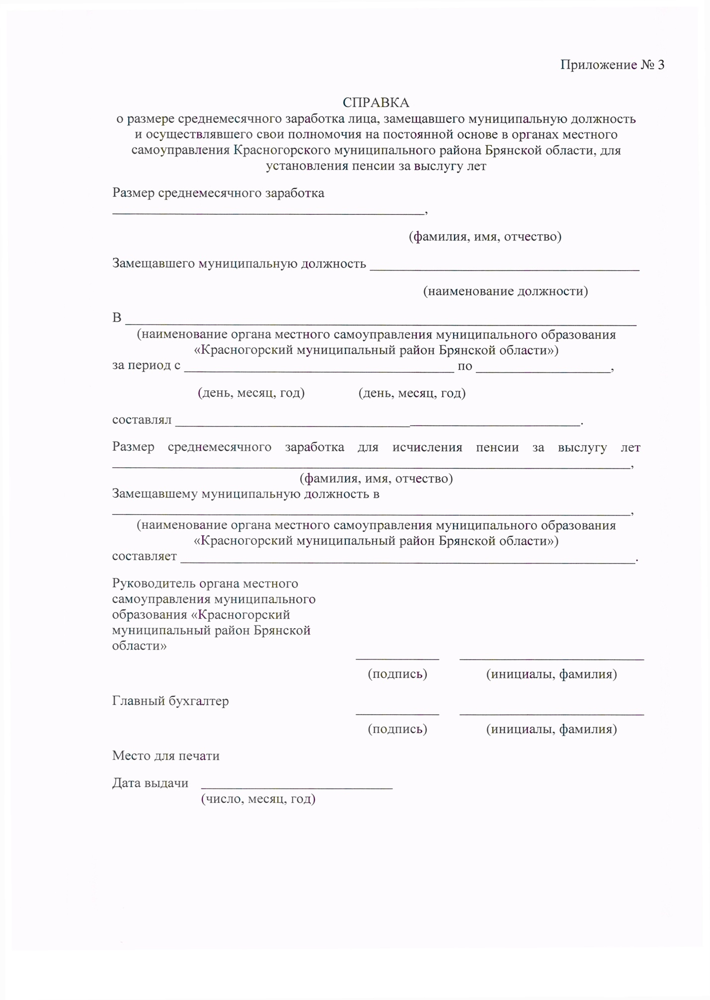 Приложение № 3
СПРАВКА
о размере среднемесячного заработка лица, замещавшего муниципальную должность
и осуществлявшего свои полномочия на постоянной основе в органах местного
самоуправления Красногорского муниципального района Брянской области, для
установления пенсии за выслугу лет
Размер среднемесячного заработка
_____________________________________________,
(фамилия, имя, отчество)
Замещавшего муниципальную должность _______________________________________
(наименование должности)
В __________________________________________________________________________
(наименование органа местного самоуправления муниципального образования
«Красногорский муниципальный район Брянской области»)
за период с _______________________________________ по ___________________,
(день, месяц, год) (день, месяц, год)
составлял __________________________________________________________.
Размер среднемесячного заработка для исчисления пенсии за выслугу лет
___________________________________________________________________________,
(фамилия, имя, отчество)
Замещавшему муниципальную должность в
___________________________________________________________________________,
(наименование органа местного самоуправления муниципального образования
«Красногорский муниципальный район Брянской области»)
составляет __________________________________________________________________.
Руководитель органа местного
самоуправления муниципального
образования «Красногорский
муниципальный район Брянской
области»
____________ ___________________________
(подпись) (инициалы, фамилия)
Главный бухгалтер
____________ ___________________________
(подпись) (инициалы, фамилия)
Место для печати
Дата выдачи ____________________________
(число, месяц, год)